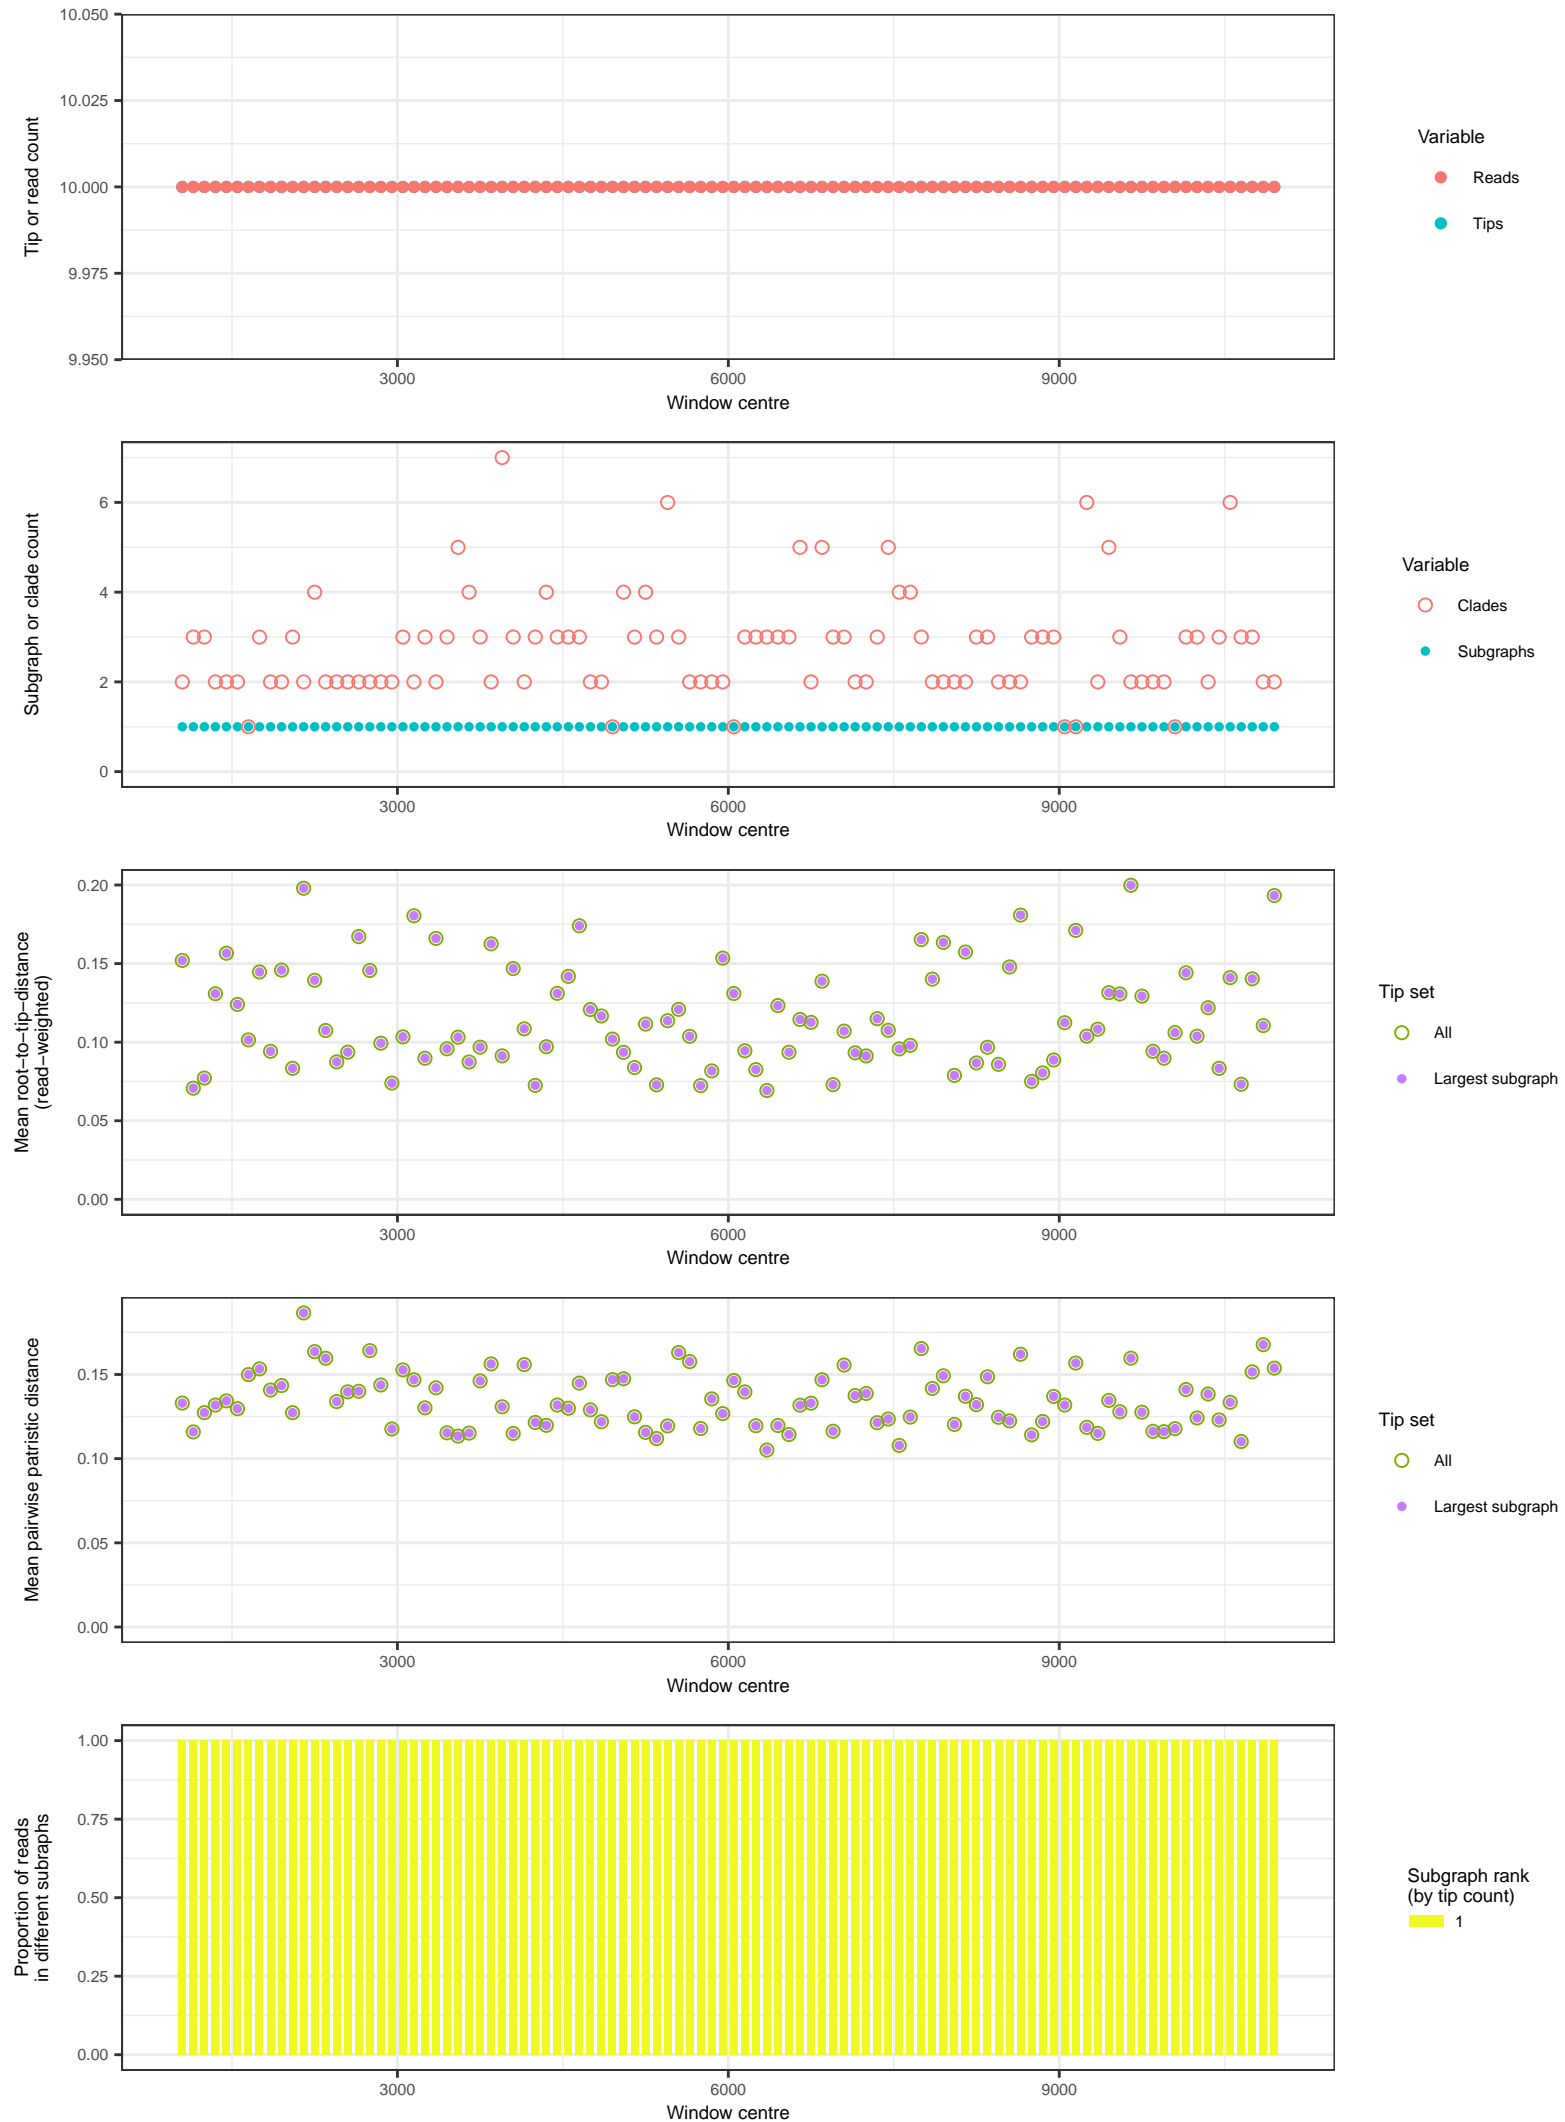 10.050
10.025
10.000
9.975
9.950
Tip or read count
3000
6000
9000
Window centre
Variable
Reads
Tips
6
4
2
0
Subgraph or clade count
3000
6000
9000
Window centre
Variable
Clades
Subgraphs
0.20
0.15
0.10
0.05
0.00
Mean root−to−tip−distance
(read−weighted)
3000
6000
9000
Window centre
Tip set
All
Largest subgraph
0.15
0.10
0.05
0.00
Mean pairwise patristic distance
3000
6000
9000
Window centre
Tip set
All
Largest subgraph
1.00
0.75
0.50
0.25
0.00
Proportion of reads
in different subraphs
3000
6000
9000
Window centre
Subgraph rank
(by tip count)
1